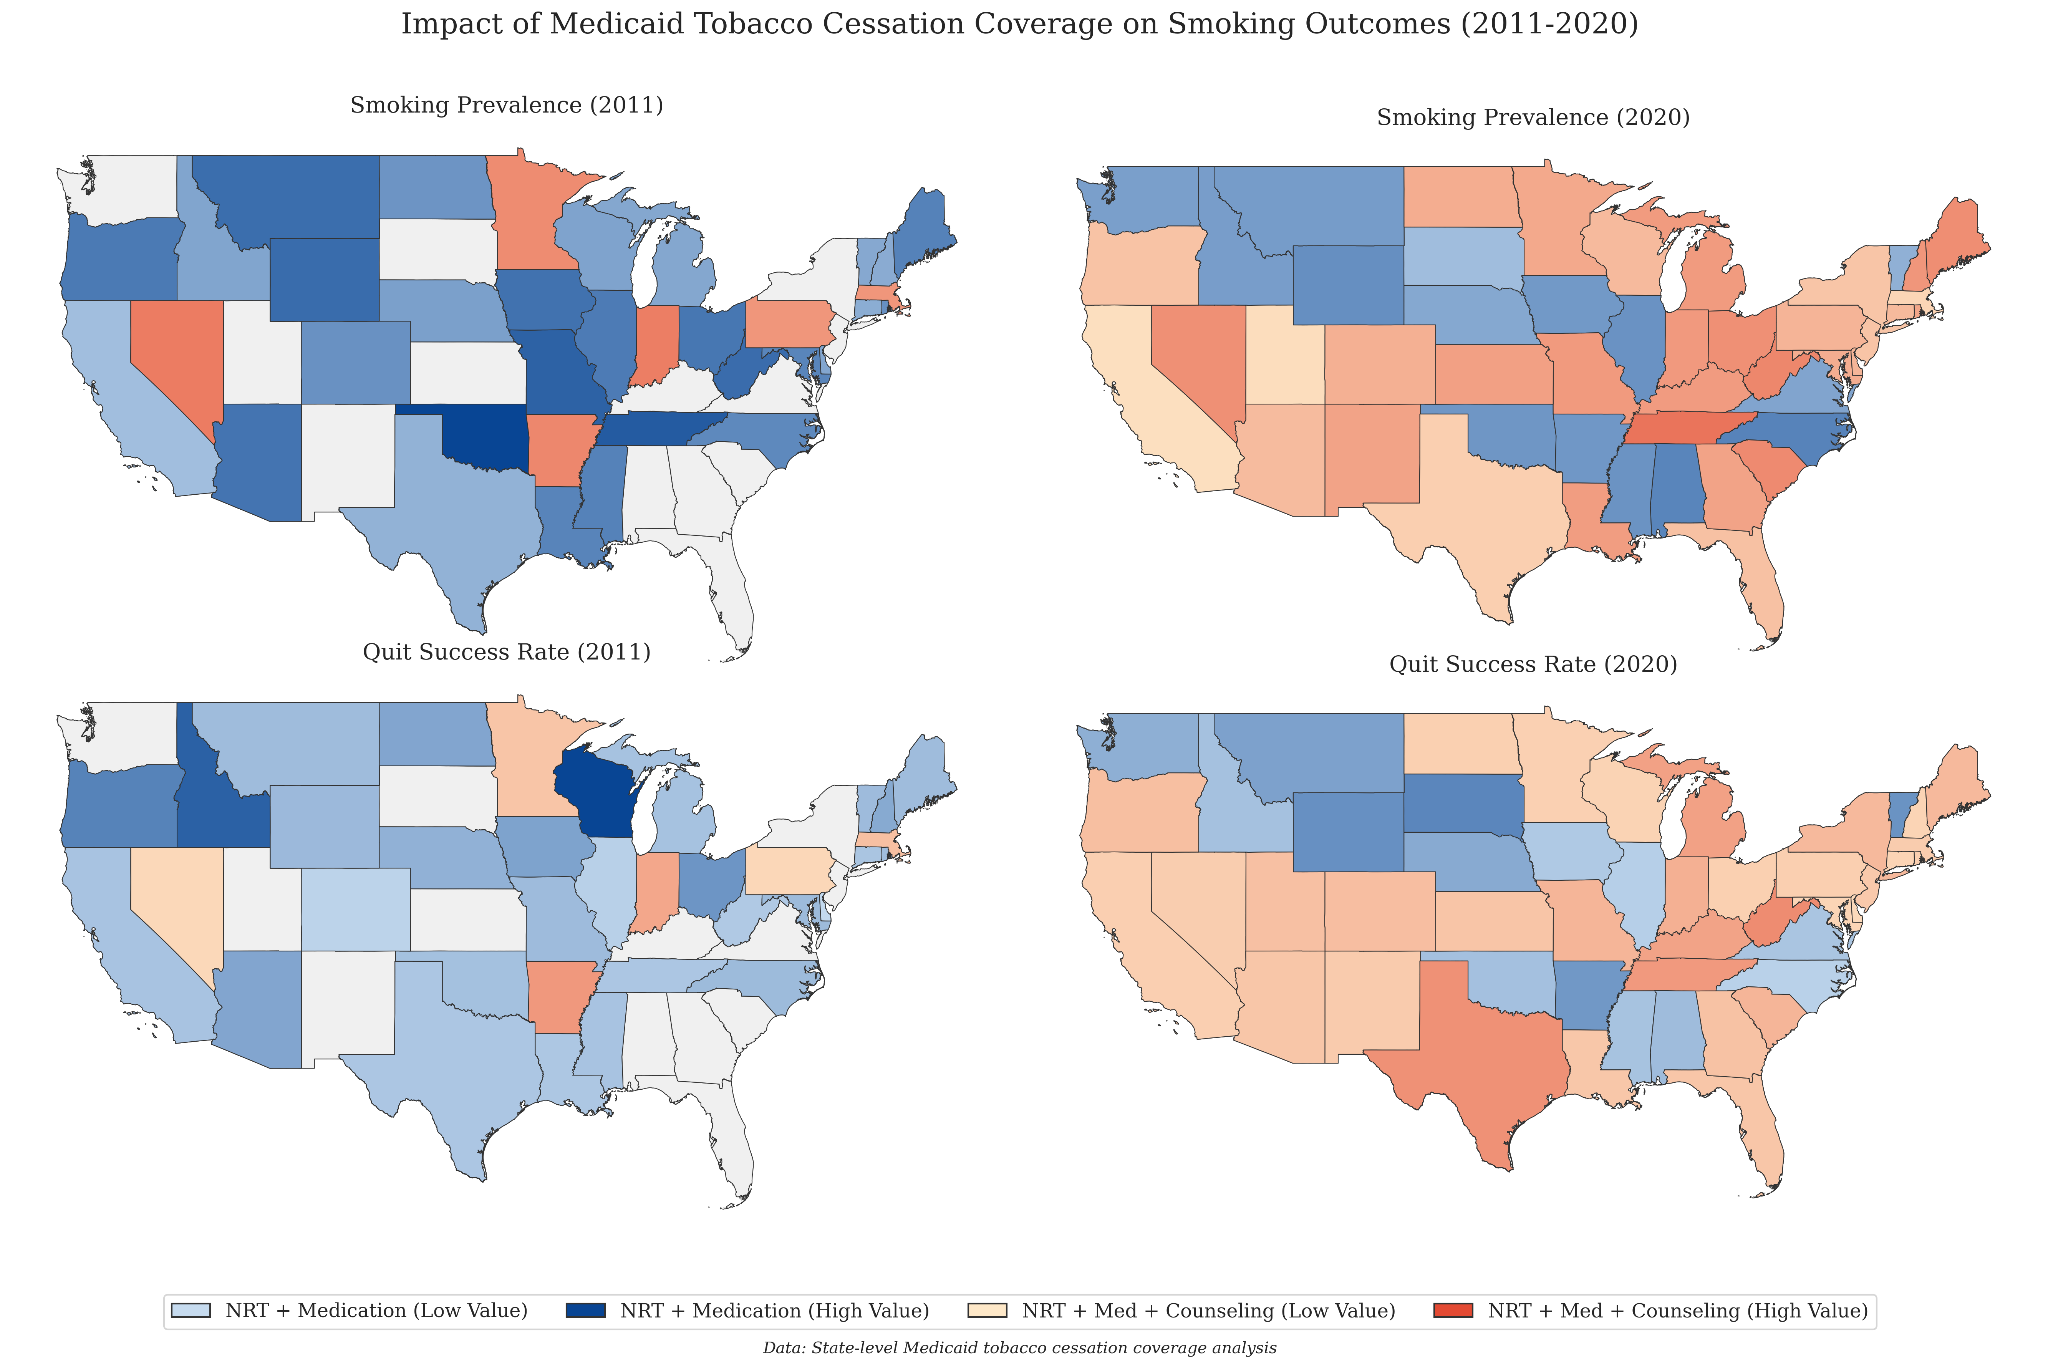 Impact of Medicaid Tobacco Cessation Coverage on Smoking Outcomes (2011-2020)
Smoking Prevalence (2011)
Smoking Prevalence (2020)
Quit Success Rate (2011)
Quit Success Rate (2020)
NRT + Medication (Low Value) NRT + Medication (High Value) NRT + Med + Counseling (Low Value) NRT + Med + Counseling (High Value)
Data: State-level Medicaid tobacco cessation coverage analysis